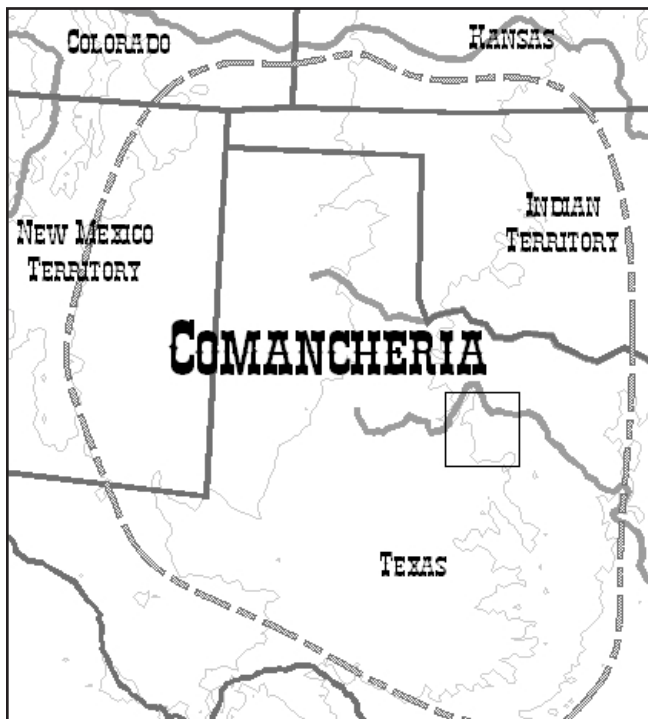 COLORADO
KANSAS
NEW MEXICO
TERRITORY
INDIAN
TERRITORY
COMANCHERIA
TEXAS